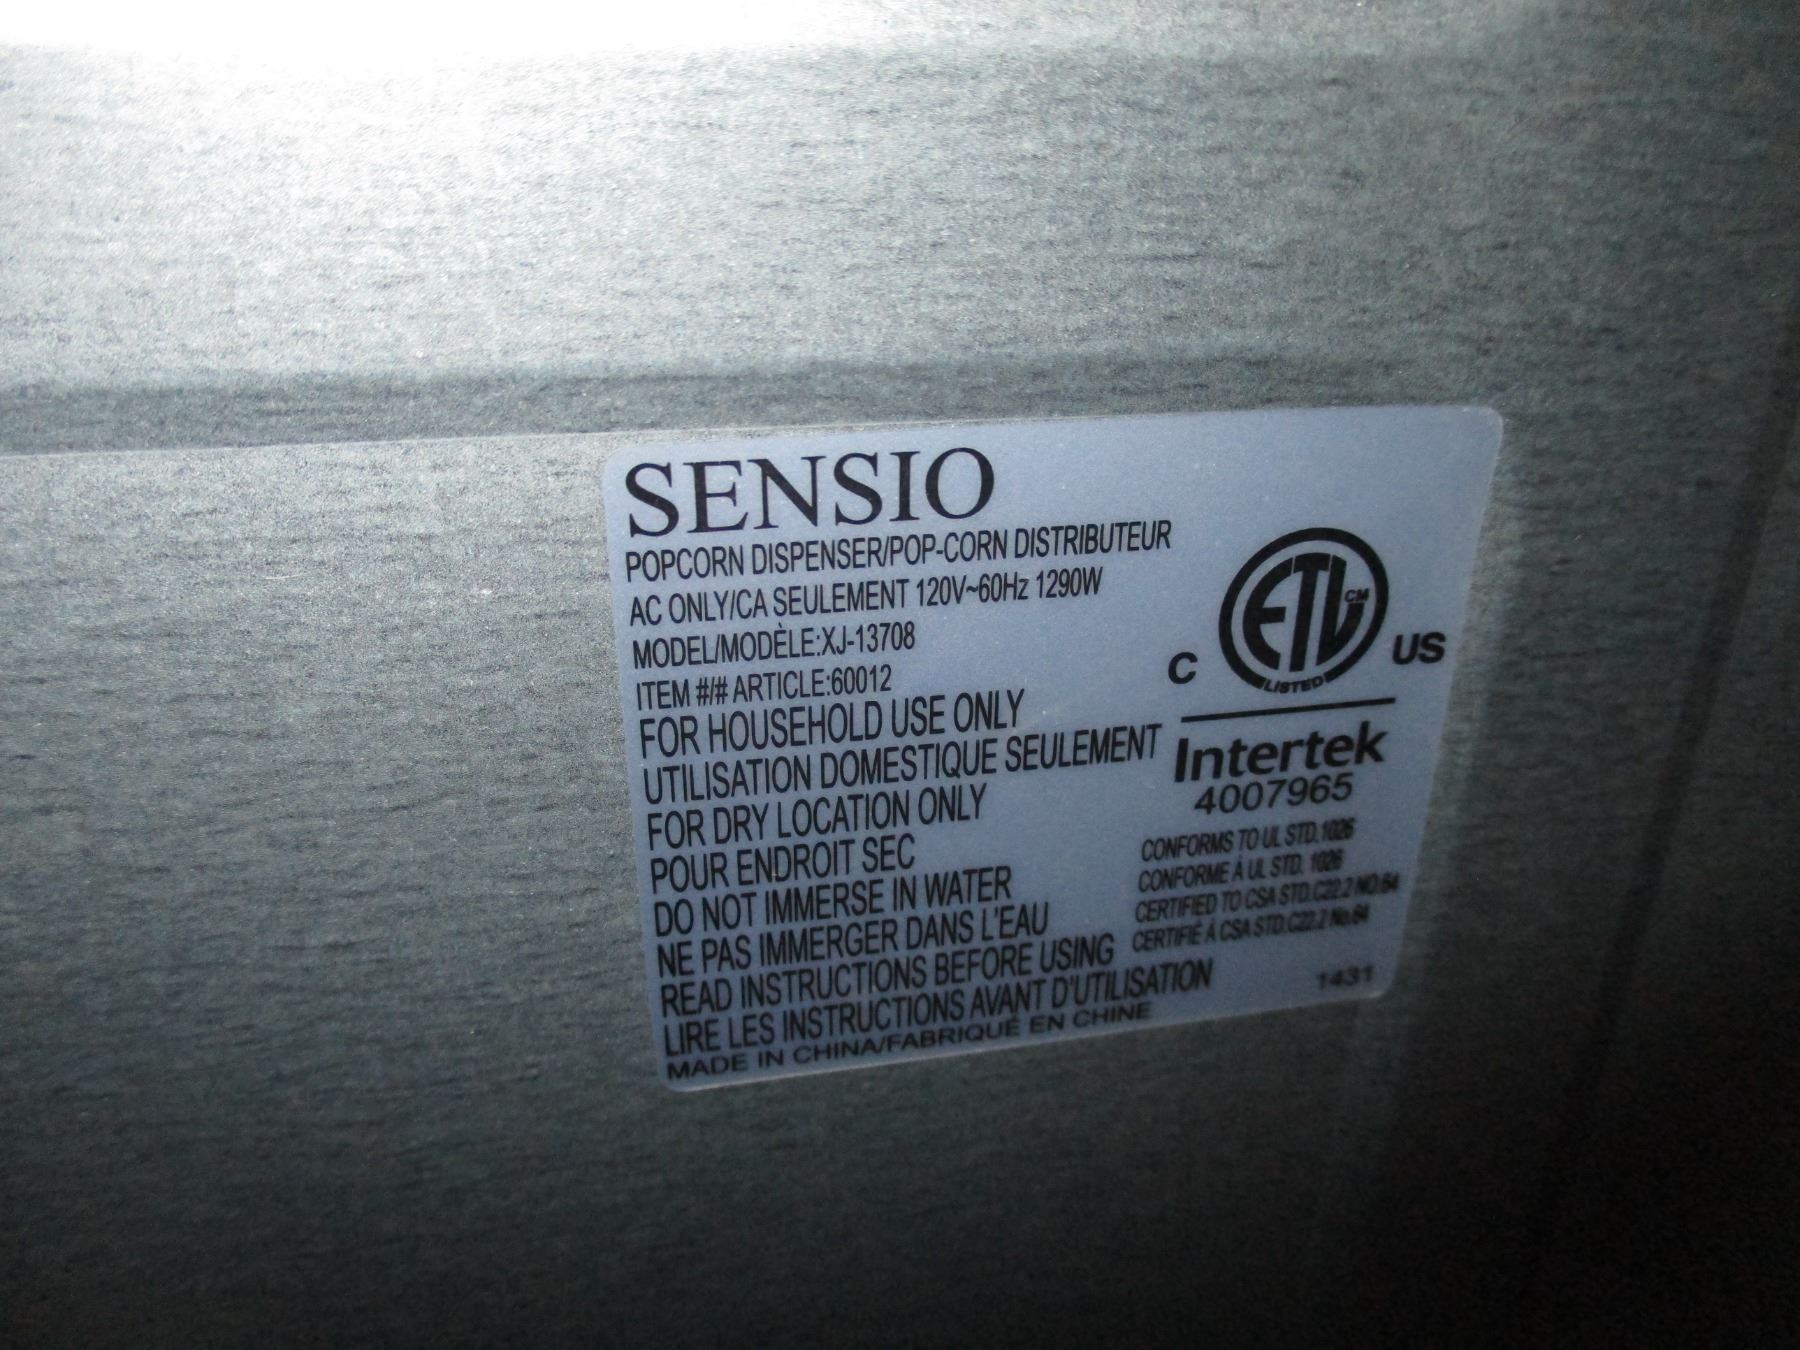 SENSIO
POPCORN DISPENSER/POP-CORN DISTRIBUTEUR
AC ONLY/CA SEULEMENT 120V~60Hz 1290W
MODEL/MODÈLE:XJ-13708
ITEM #/# ARTICLE:60012
FOR HOUSEHOLD USE ONLY
UTILISATION DOMESTIQUE SEULEMENT
FOR DRY LOCATION ONLY
POUR ENDROIT SEC
DO NOT IMMERSE IN WATER
NE PAS IMMERGER DANS L'EAU
READ INSTRUCTIONS BEFORE USING
LIRE LES INSTRUCTIONS AVANT D'UTILISATION
MADE IN CHINA/FABRIQUÉ EN CHINE
ETL CM
LISTED
C US
Intertek
4007965
CONFORMS TO UL STD.1026
CONFORME À UL STD. 1026
CERTIFIED TO CSA STD.C22.2 NO.64
CERTIFIÉ À CSA STD.C22.2 No.64
1431